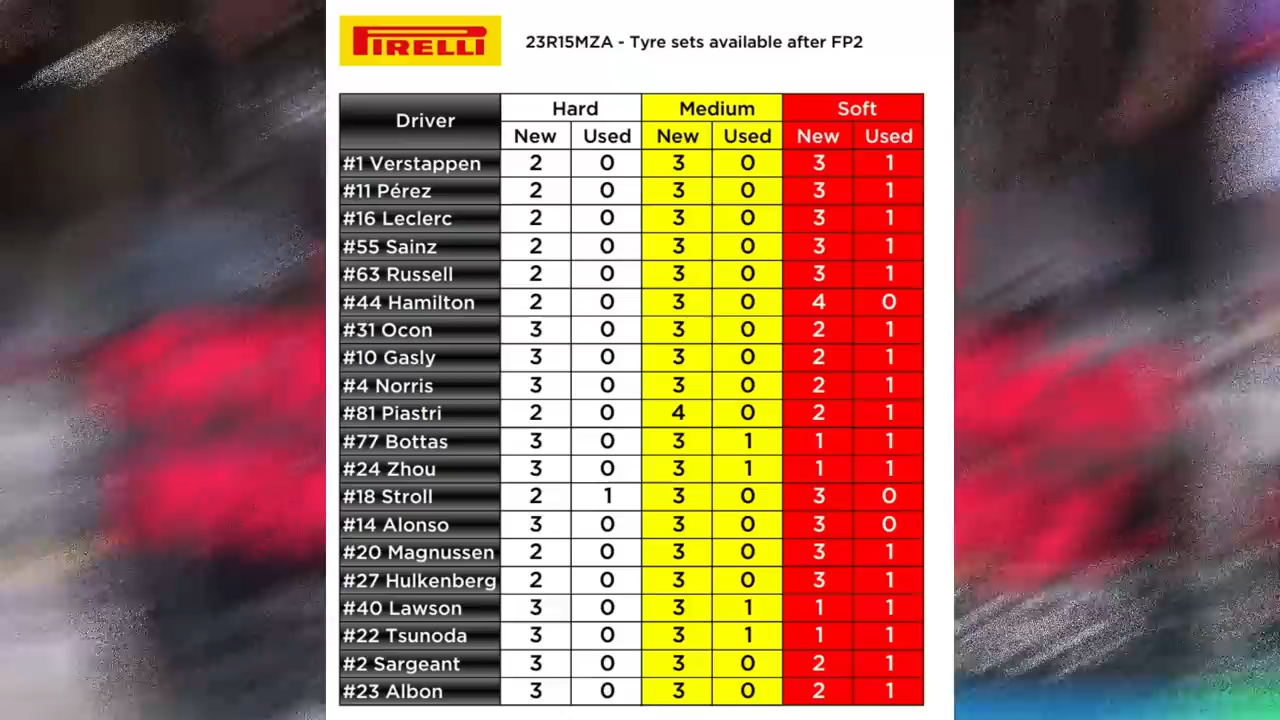 PIRELLI
23R15MZA - Tyre sets available after FP2
Driver Hard Medium Soft
New Used New Used New Used
#1 Verstappen 2 0 3 0 3 1
#11 Pérez 2 0 3 0 3 1
#16 Leclerc 2 0 3 0 3 1
#55 Sainz 2 0 3 0 3 1
#63 Russell 2 0 3 0 3 1
#44 Hamilton 2 0 3 0 4 0
#31 Ocon 3 0 3 0 2 1
#10 Gasly 3 0 3 0 2 1
#4 Norris 3 0 3 0 2 1
#81 Piastri 2 0 4 0 2 1
#77 Bottas 3 0 3 1 1 1
#24 Zhou 3 0 3 1 1 1
#18 Stroll 2 1 3 0 3 0
#14 Alonso 3 0 3 0 3 0
#20 Magnussen 2 0 3 0 3 1
#27 Hulkenberg 2 0 3 0 3 1
#40 Lawson 3 0 3 1 1 1
#22 Tsunoda 3 0 3 1 1 1
#2 Sargeant 3 0 3 0 2 1
#23 Albon 3 0 3 0 2 1